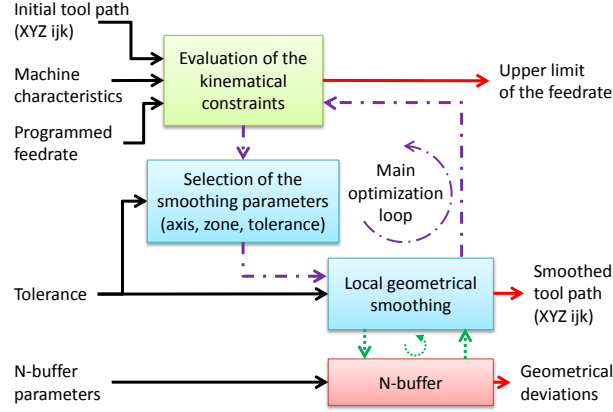 Initial tool path
(XYZ ijk)
Machine
characteristics
Programmed
feedrate
Evaluation of the
kinematical
constraints
Upper limit
of the feedrate
Selection of the
smoothing parameters
(axis, zone, tolerance)
Main
optimization
loop
Tolerance
Local geometrical
smoothing
Smoothed
tool path
(XYZ ijk)
N-buffer
parameters
N-buffer
Geometrical
deviations